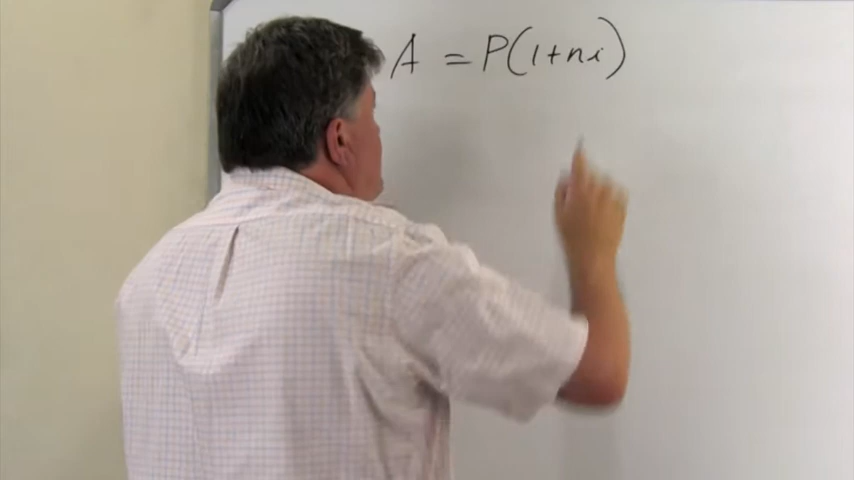 A = P(1+ni)